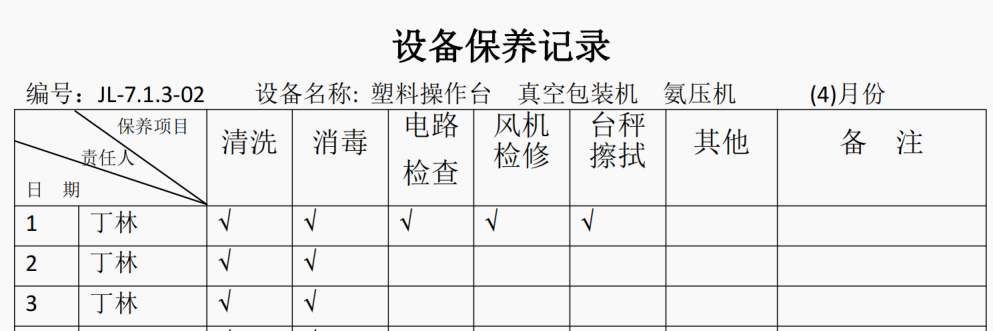 设备保养记录
编号：JL-7.1.3-02 设备名称: 塑料操作台 真空包装机 氨压机 (4)月份
保养项目
责任人
日 期
清洗 消毒 电路检查 风机检修 台秤擦拭 其他 备 注
1 丁林 √ √ √ √ √
2 丁林 √ √
3 丁林 √ √